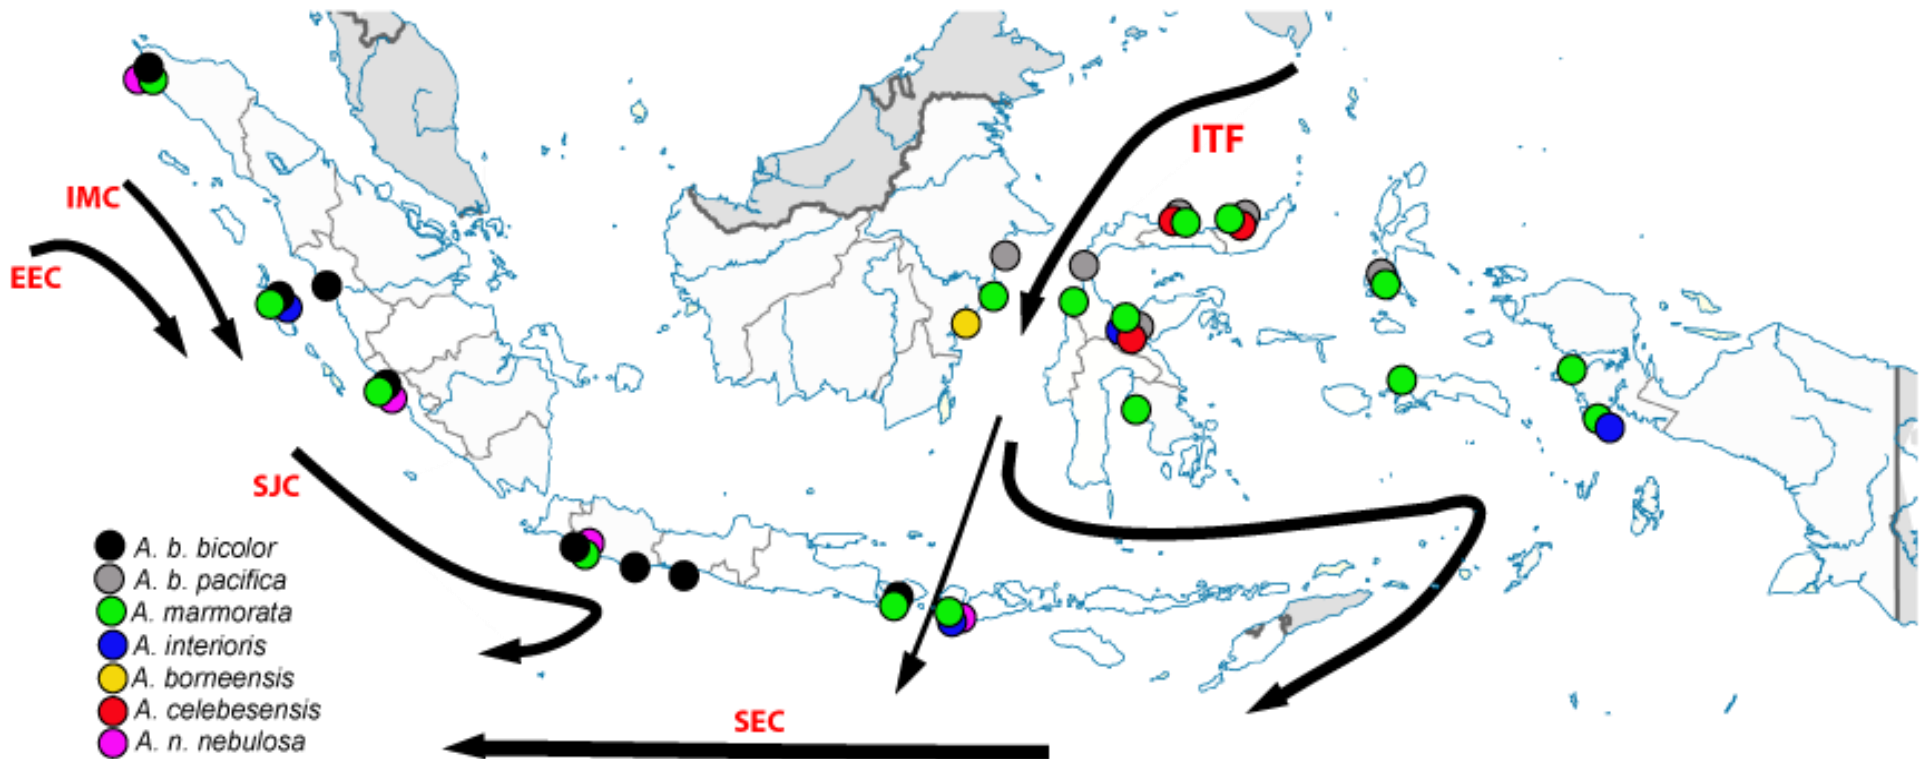 ITF
IMC
EEC
SJC
A. b. bicolor
A. b. pacifica
A. marmorata
A. interioris
A. borneensis
A. celebesensis
A. n. nebulosa
SEC